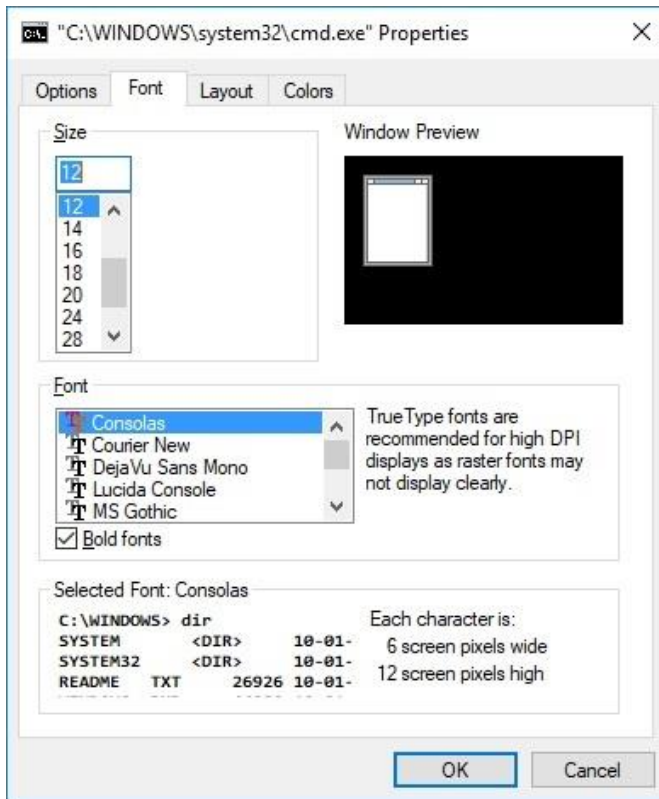 "C:\WINDOWS\system32\cmd.exe" Properties
Options Font Layout Colors
Size
12
12
14
16
18
20
24
28
Window Preview
Font
Consolas
Courier New
DejaVu Sans Mono
Lucida Console
MS Gothic
TrueType fonts are
recommended for high DPI
displays as raster fonts may
not display clearly.
Bold fonts
Selected Font: Consolas
C:\WINDOWS> dir
SYSTEM <DIR> 10-01-
SYSTEM32 <DIR> 10-01-
README TXT 26926 10-01-
Each character is:
6 screen pixels wide
12 screen pixels high
OK Cancel